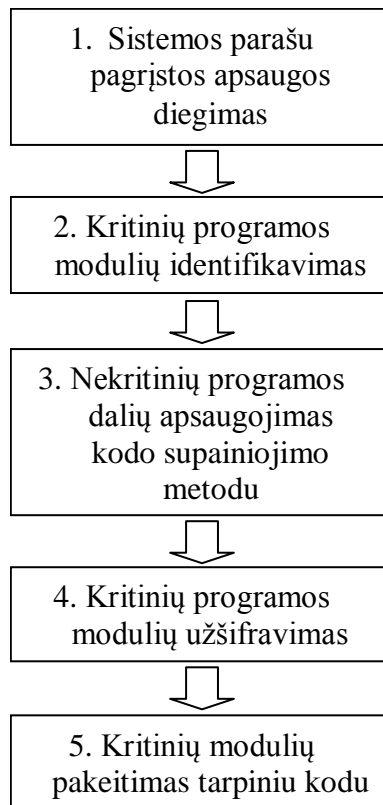 1. Sistemos parašu
pagrįstos apsaugos
diegimas
2. Kritinių programos
modulių identifikavimas
3. Nekritinių programos
dalių apsaugojimas
kodo supainiojimo
metodu
4. Kritinių programos
modulių užšifravimas
5. Kritinių modulių
pakeitimas tarpiniu kodu